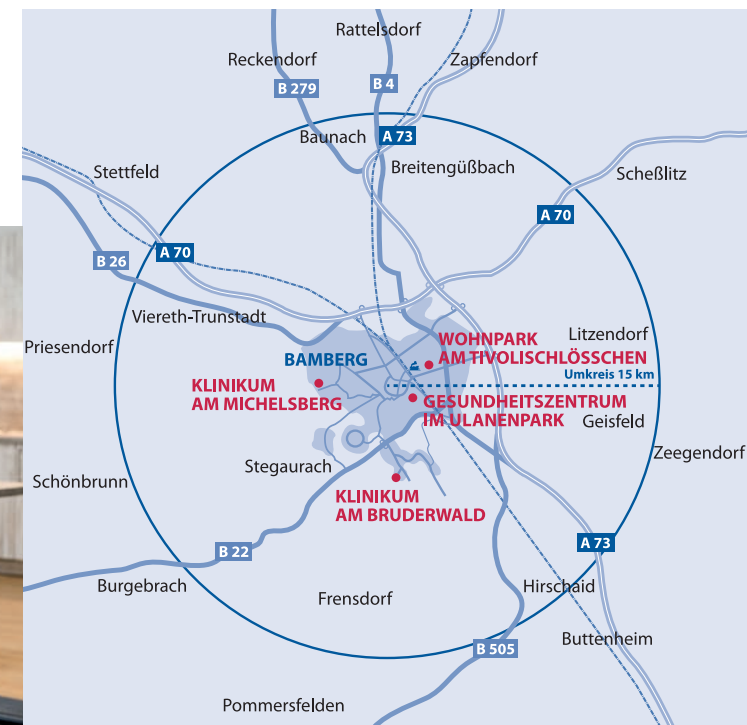 Rattelsdorf
Reckendorf
Zapfendorf
B 279
B 4
Baunach
A 73
Breitengüßbach
Stettfeld
Scheßlitz
A 70
A 70
B 26
Viereth-Trunstadt
Priesendorf
BAMBERG
WOHNPARK
AM TIVOLISCHLÖSSCHEN
Litzendorf
Umkreis 15 km
KLINIKUM
AM MICHELSBERG
GESUNDHEITSZENTRUM
IM ULANENPARK
Geisfeld
Zeegendorf
Stegaurach
Schönbrunn
KLINIKUM
AM BRUDERWALD
B 22
A 73
Burgebrach
Frensdorf
Hirschaid
Buttenheim
B 505
Pommersfelden